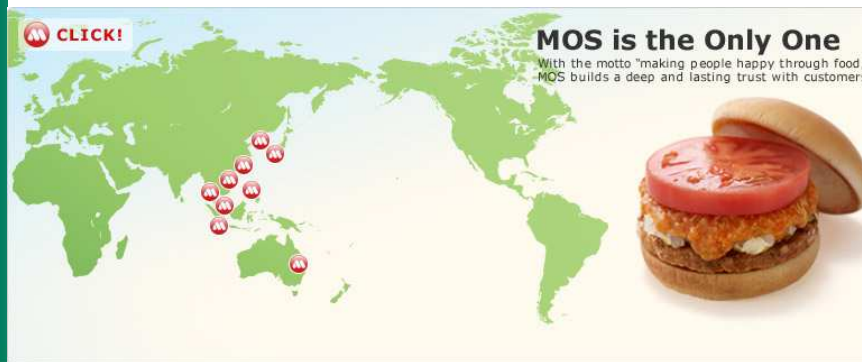 CLICK!
MOS is the Only One
With the motto "making people happy through food,
MOS builds a deep and lasting trust with customers